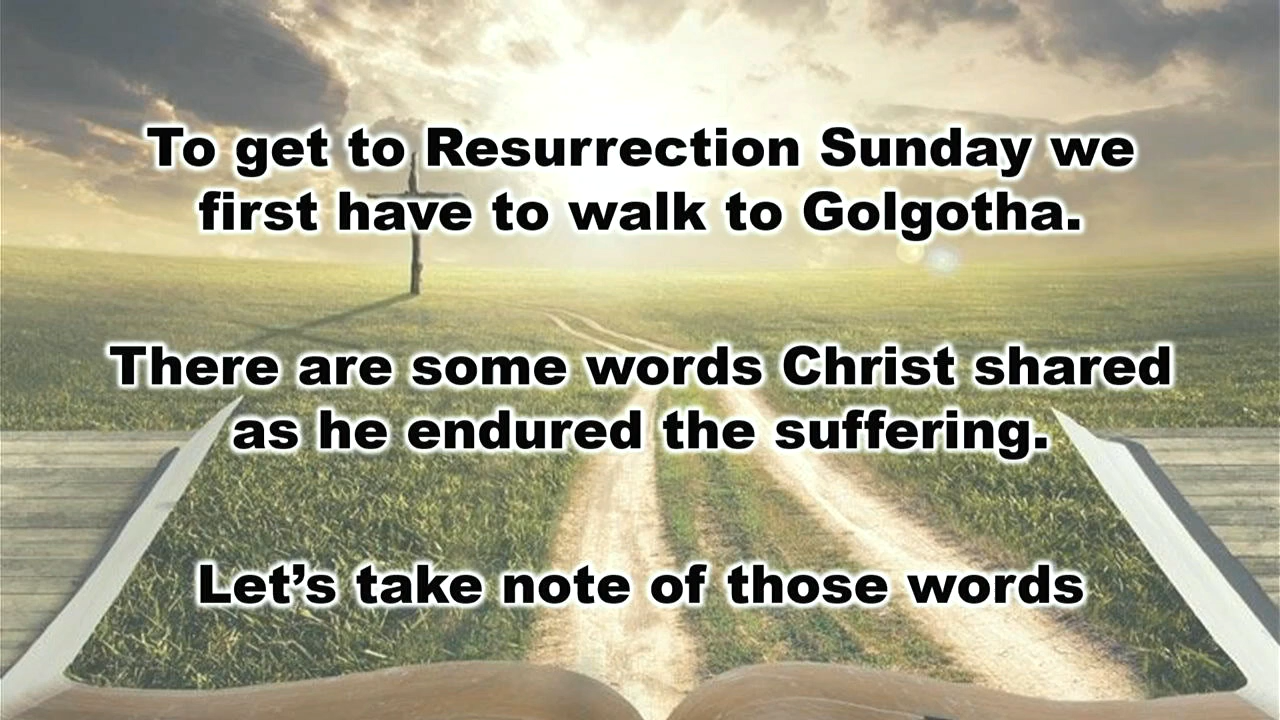 To get to Resurrection Sunday we
first have to walk to Golgotha.
There are some words Christ shared
as he endured the suffering.
Let’s take note of those words